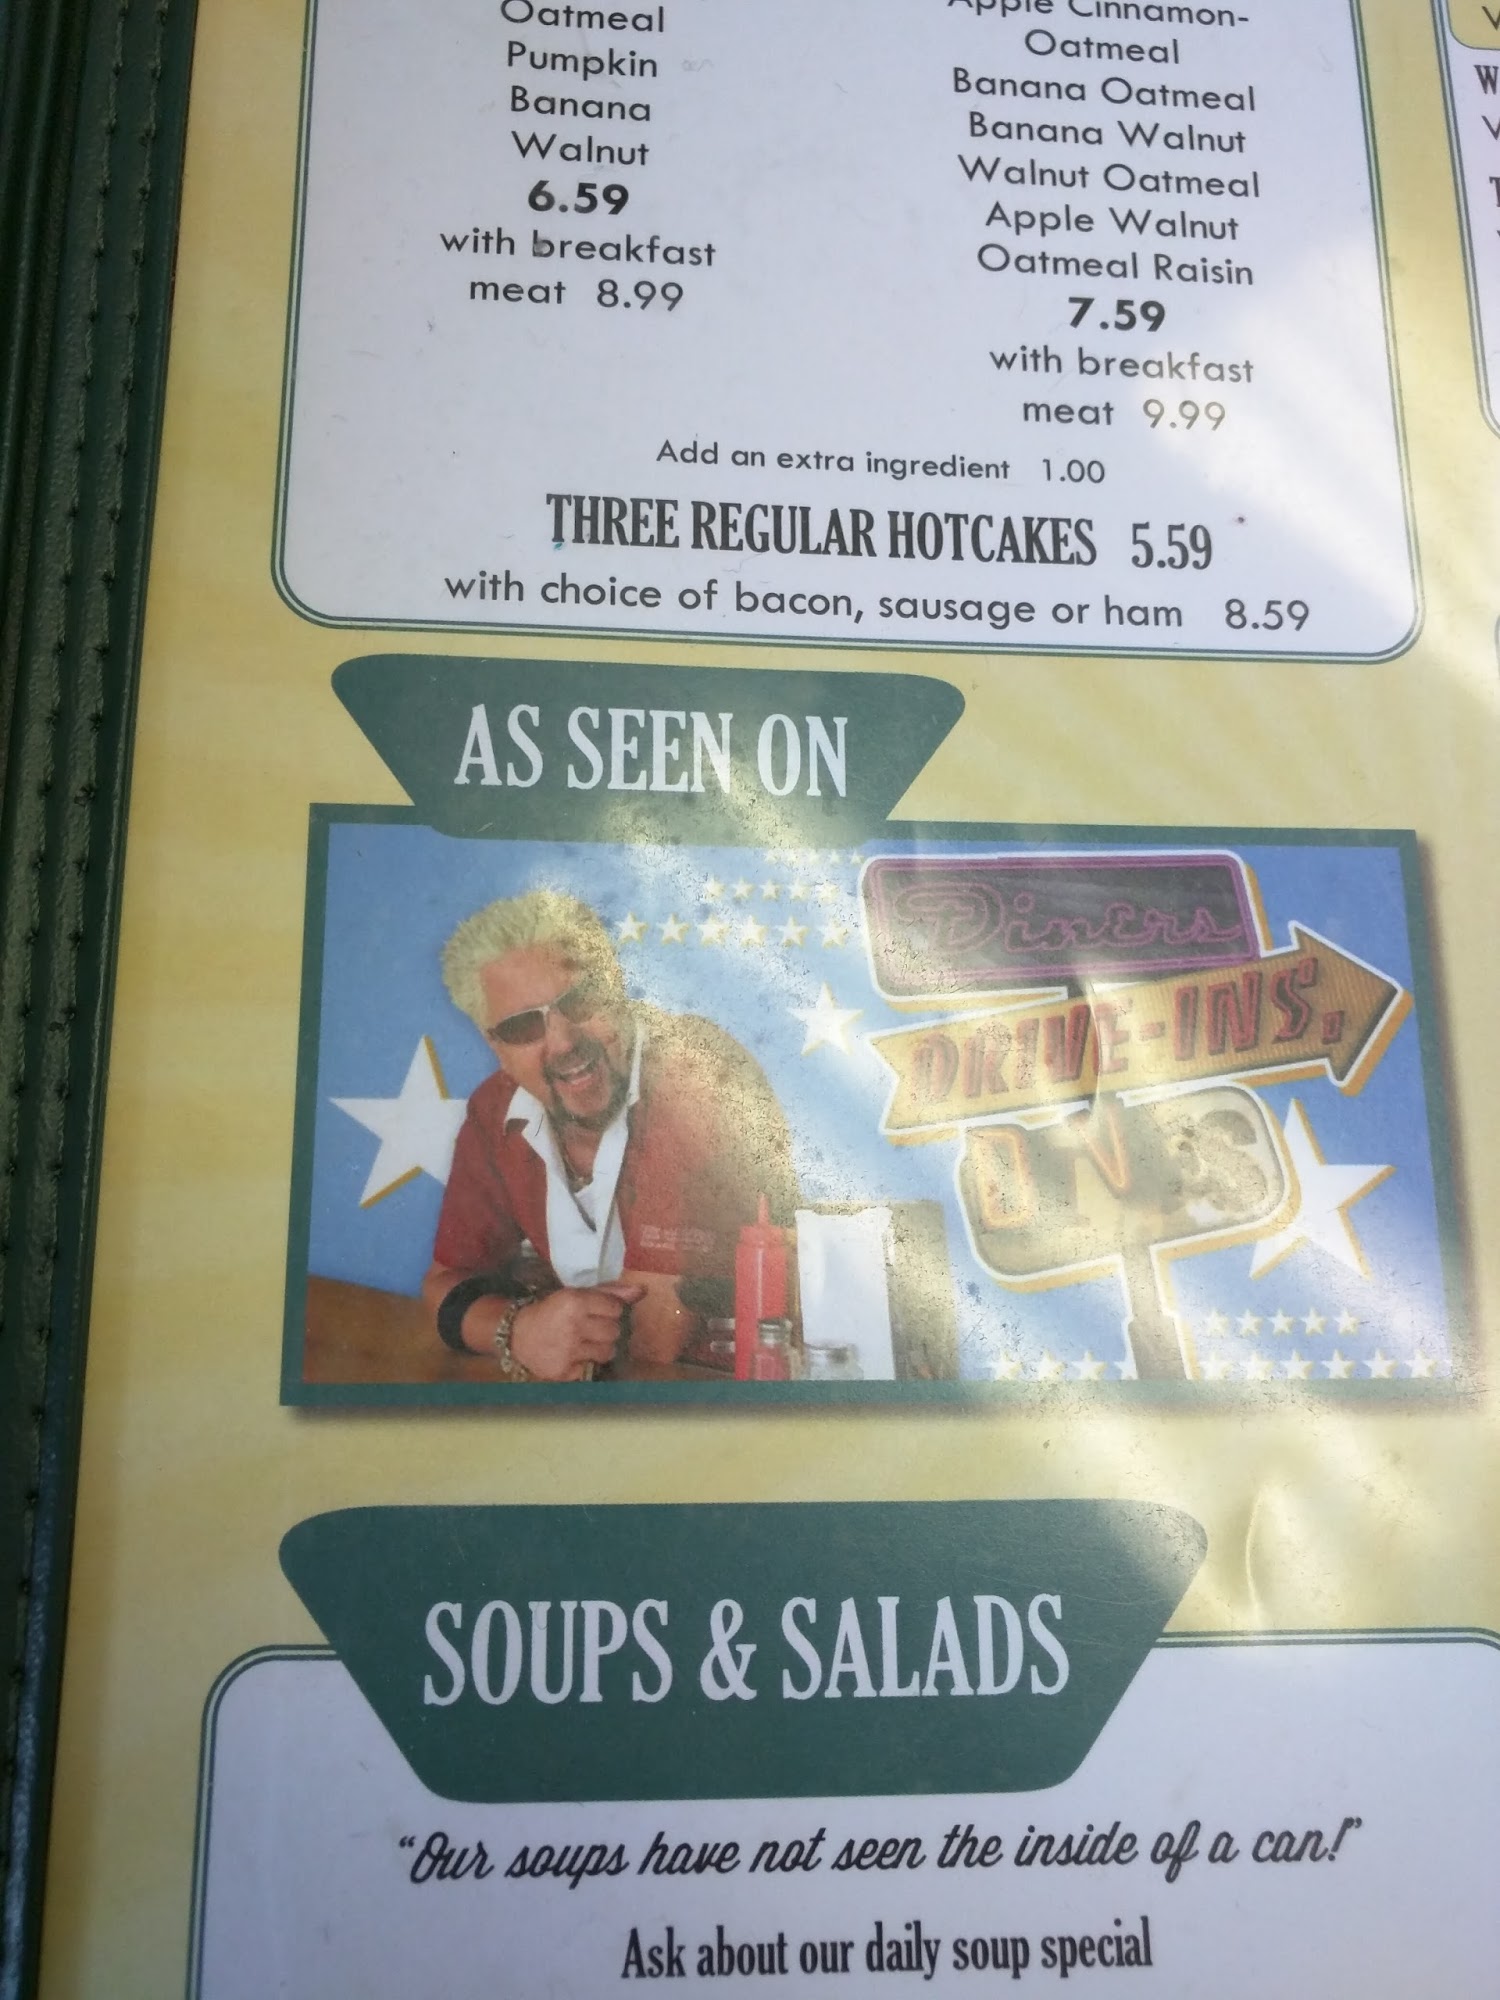 Oatmeal
Pumpkin
Banana
Walnut
6.59
with breakfast
meat 8.99
Apple Cinnamon-
Oatmeal
Banana Oatmeal
Banana Walnut
Walnut Oatmeal
Apple Walnut
Oatmeal Raisin
7.59
with breakfast
meat 9.99
Add an extra ingredient 1.00
THREE REGULAR HOTCAKES 5.59
with choice of bacon, sausage or ham 8.59
AS SEEN ON
Diners
DRIVE-INS
SOUPS & SALADS
"Our soups have not seen the inside of a can!"
Ask about our daily soup special